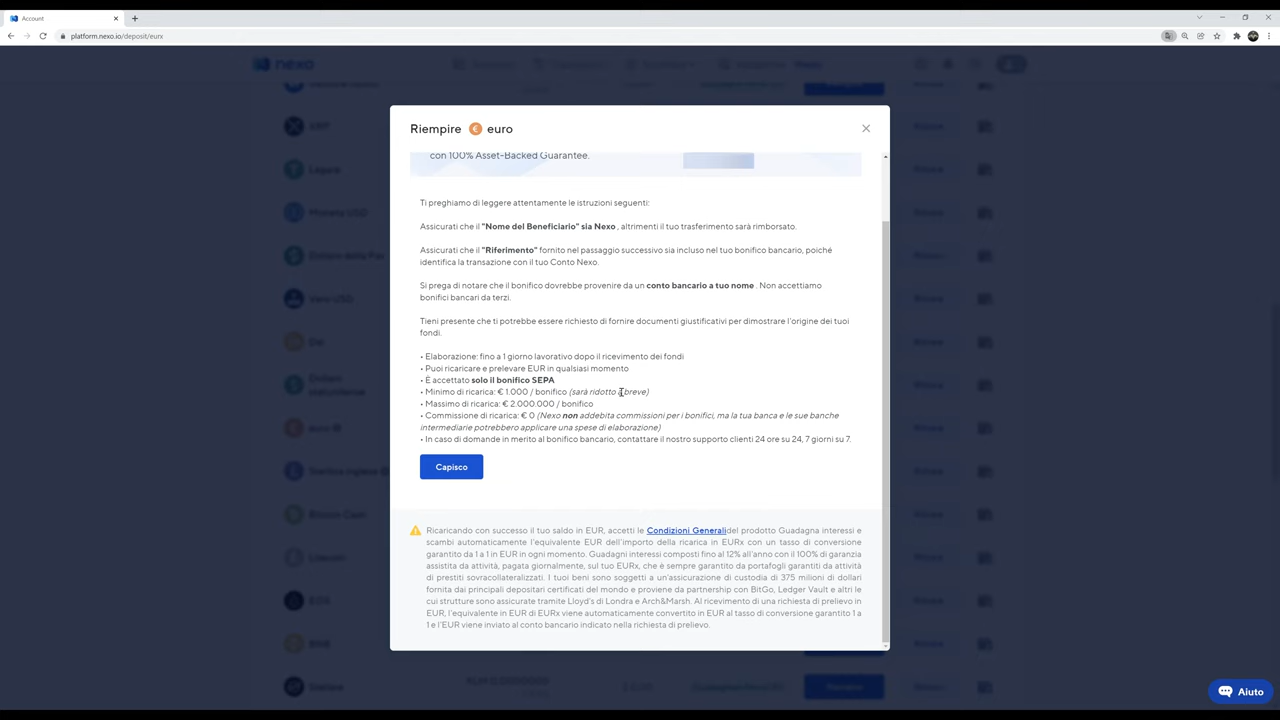 Account
platform.nexo.io/deposit/eurx
nexo
Riempire € euro
con 100% Asset-Backed Guarantee.
Ti preghiamo di leggere attentamente le istruzioni seguenti:
Assicurati che il "Nome del Beneficiario" sia Nexo , altrimenti il tuo trasferimento sarà rimborsato.
Assicurati che il "Riferimento" fornito nel passaggio successivo sia incluso nel tuo bonifico bancario, poiché
identifica la transazione con il tuo Conto Nexo.
Si prega di notare che il bonifico dovrebbe provenire da un conto bancario a tuo nome . Non accettiamo
bonifici bancari da terzi.
Tieni presente che ti potrebbe essere richiesto di fornire documenti giustificativi per dimostrare l'origine dei tuoi
fondi.
• Elaborazione: fino a 1 giorno lavorativo dopo il ricevimento dei fondi
• Puoi ricaricare e prelevare EUR in qualsiasi momento
• È accettato solo il bonifico SEPA
• Minimo di ricarica: € 1.000 / bonifico (sarà ridotto a breve)
• Massimo di ricarica: € 2.000.000 / bonifico
• Commissione di ricarica: € 0 (Nexo non addebita commissioni per i bonifici, ma la tua banca e le sue banche
intermediarie potrebbero applicare una spese di elaborazione)
• In caso di domande in merito al bonifico bancario, contattare il nostro supporto clienti 24 ore su 24, 7 giorni su 7.
Capisco
Ricaricando con successo il tuo saldo in EUR, accetti le Condizioni Generalidel prodotto Guadagna interessi e
scambi automaticamente l'equivalente EUR dell'importo della ricarica in EURx con un tasso di conversione
garantito da 1 a 1 in EUR in ogni momento. Guadagni interessi composti fino al 12% all'anno con il 100% di garanzia
assistita da attività, pagata giornalmente, sul tuo EURx, che è sempre garantito da portafogli garantiti da attività
di prestiti sovracollateralizzati. I tuoi beni sono soggetti a un'assicurazione di custodia di 375 milioni di dollari
fornita dai principali depositari certificati del mondo e proviene da partnership con BitGo, Ledger Vault e altri le
cui strutture sono assicurate tramite Lloyd's di Londra e Arch&Marsh. Al ricevimento di una richiesta di prelievo in
EUR, l'equivalente in EUR di EURx viene automaticamente convertito in EUR al tasso di conversione garantito 1 a
1 e l'EUR viene inviato al conto bancario indicato nella richiesta di prelievo.
Aiuto